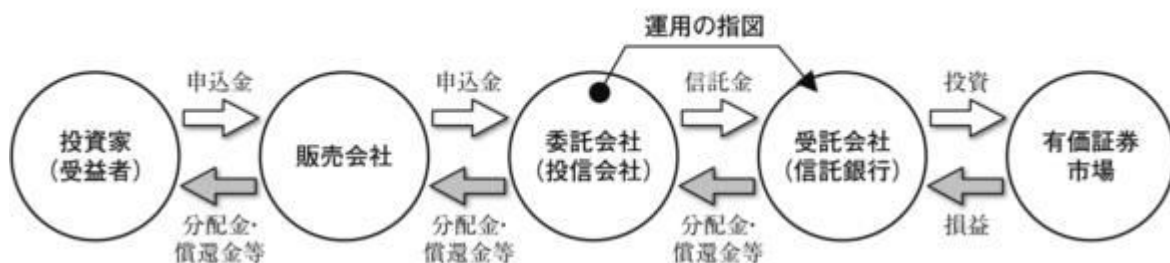 運用の指図
申込金
申込金
信託金
投資
投資家
（受益者）
販売会社
委託会社
（投信会社）
受託会社
（信託銀行）
有価証券
市場
分配金・
償還金等
分配金・
償還金等
分配金・
償還金等
損益